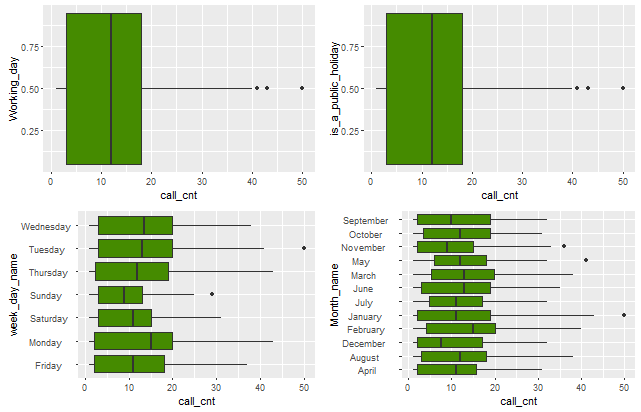 Working_day
0.75
0.50
0.25
0 10 20 30 40 50
call_cnt
is_a_public_holiday
0.75
0.50
0.25
0 10 20 30 40 50
call_cnt
week_day_name
Wednesday
Tuesday
Thursday
Sunday
Saturday
Monday
Friday
0 10 20 30 40 50
call_cnt
Month_name
September
October
November
May
March
June
July
January
February
December
August
April
0 10 20 30 40 50
call_cnt